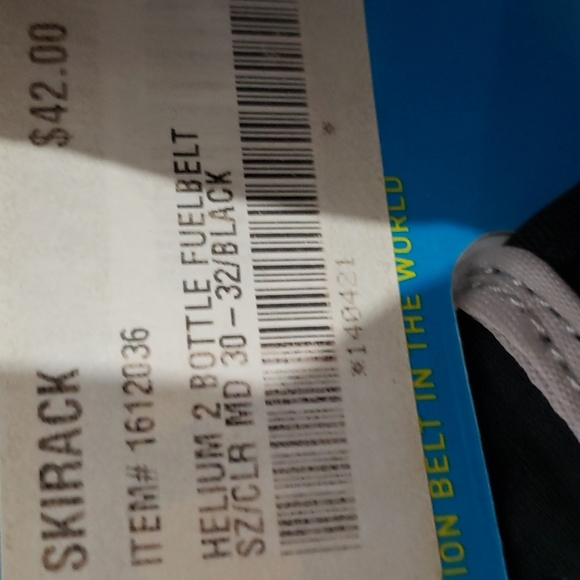 SKIRACK $42.00
ITEM# 1612036
HELIUM 2 BOTTLE FUELBELT
SZ/CLR MD 30-32/BLACK
*140421 *
ION BELT IN THE WORLD